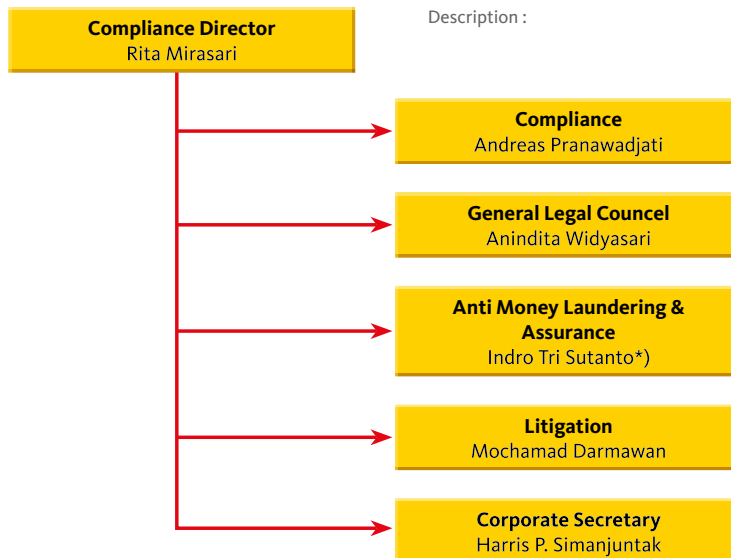 Compliance Director
Rita Mirasari
Description :
Compliance
Andreas Pranawadjati
General Legal Councel
Anindita Widyasari
Anti Money Laundering &
Assurance
Indro Tri Sutanto*)
Litigation
Mochamad Darmawan
Corporate Secretary
Harris P. Simanjuntak